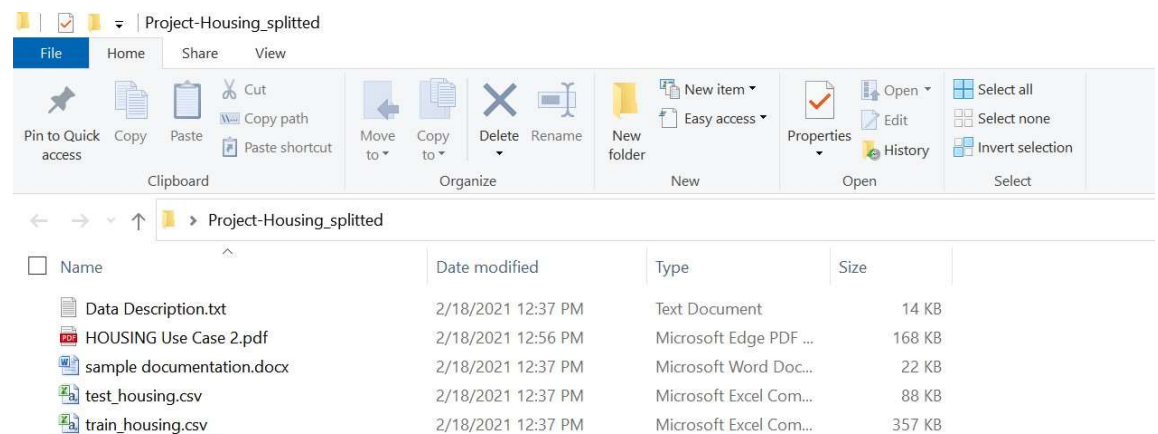 Project-Housing_splitted
File Home Share View
Pin to Quick access
Copy
Paste
Cut
Copy path
Paste shortcut
Clipboard
Move to
Copy to
Delete
Rename
Organize
New folder
New item
Easy access
New
Properties
Open
Edit
History
Open
Select all
Select none
Invert selection
Select
Project-Housing_splitted
Name Date modified Type Size
Data Description.txt 2/18/2021 12:37 PM Text Document 14 KB
HOUSING Use Case 2.pdf 2/18/2021 12:56 PM Microsoft Edge PDF ... 168 KB
sample documentation.docx 2/18/2021 12:37 PM Microsoft Word Doc... 22 KB
test_housing.csv 2/18/2021 12:37 PM Microsoft Excel Com... 88 KB
train_housing.csv 2/18/2021 12:37 PM Microsoft Excel Com... 357 KB